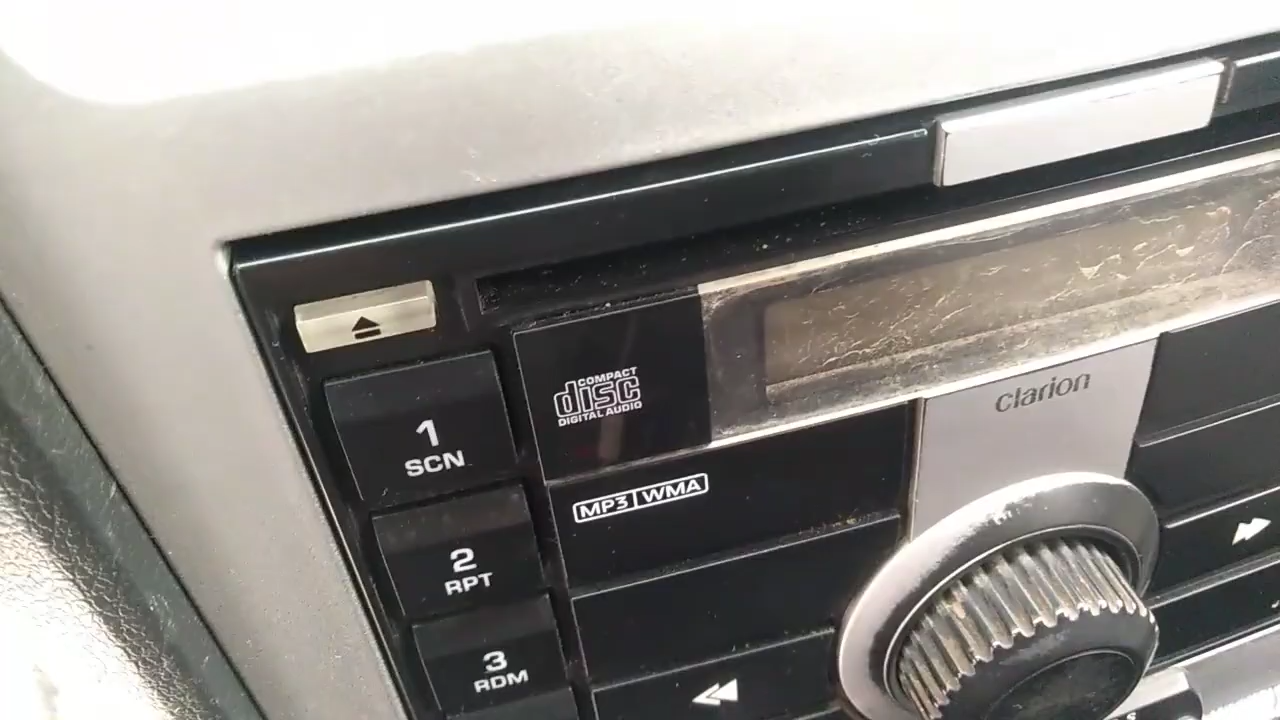 COMPACT
disc
DIGITAL AUDIO
clarion
1
SCN
MP3 WMA
2
RPT
3
RDM